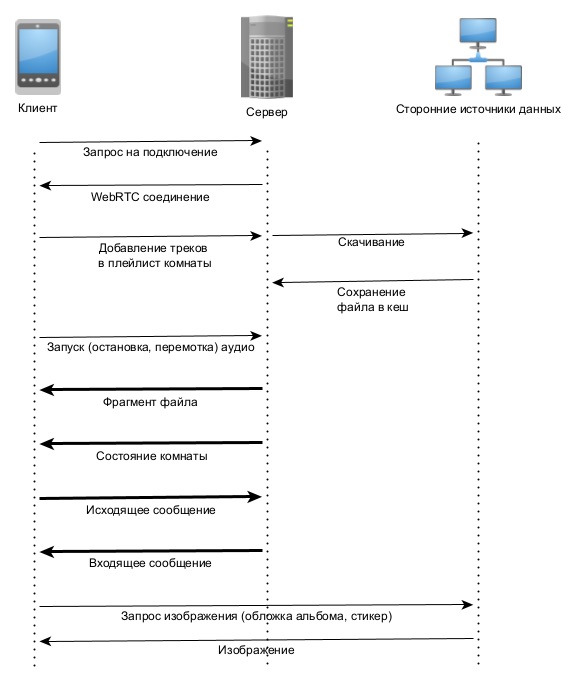 Клиент
Сервер
Сторонние источники данных
Запрос на подключение
WebRTC соединение
Добавление треков
в плейлист комнаты
Скачивание
Сохранение
файла в кеш
Запуск (остановка, перемотка) аудио
Фрагмент файла
Состояние комнаты
Исходящее сообщение
Входящее сообщение
Запрос изображения (обложка альбома, стикер)
Изображение